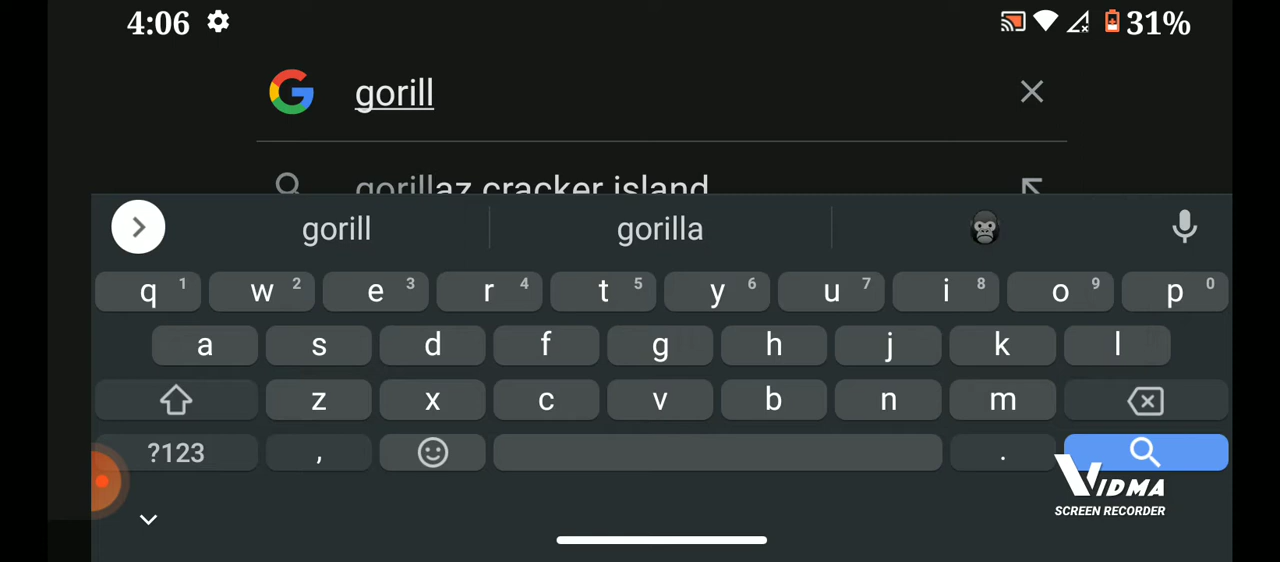 4:06 31%
gorill
gorillaz cracker island
gorill gorilla
q 1 w 2 e 3 r 4 t 5 y 6 u 7 i 8 o 9 p 0
a s d f g h j k l
z x c v b n m
?123 , .
VIDMA
SCREEN RECORDER